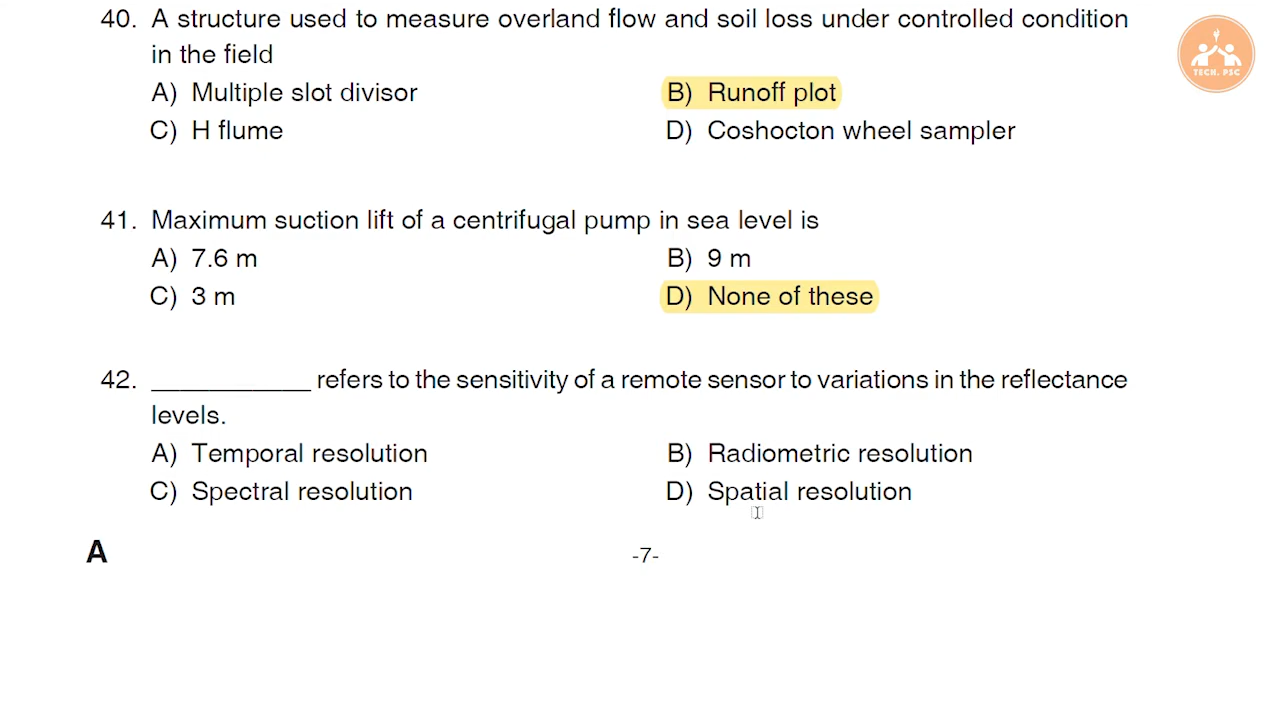 40. A structure used to measure overland flow and soil loss under controlled condition
in the field
A) Multiple slot divisor B) Runoff plot
C) H flume D) Coshocton wheel sampler
41. Maximum suction lift of a centrifugal pump in sea level is
A) 7.6 m B) 9 m
C) 3 m D) None of these
42. ____________ refers to the sensitivity of a remote sensor to variations in the reflectance
levels.
A) Temporal resolution B) Radiometric resolution
C) Spectral resolution D) Spatial resolution
A -7-
TECH. PSC